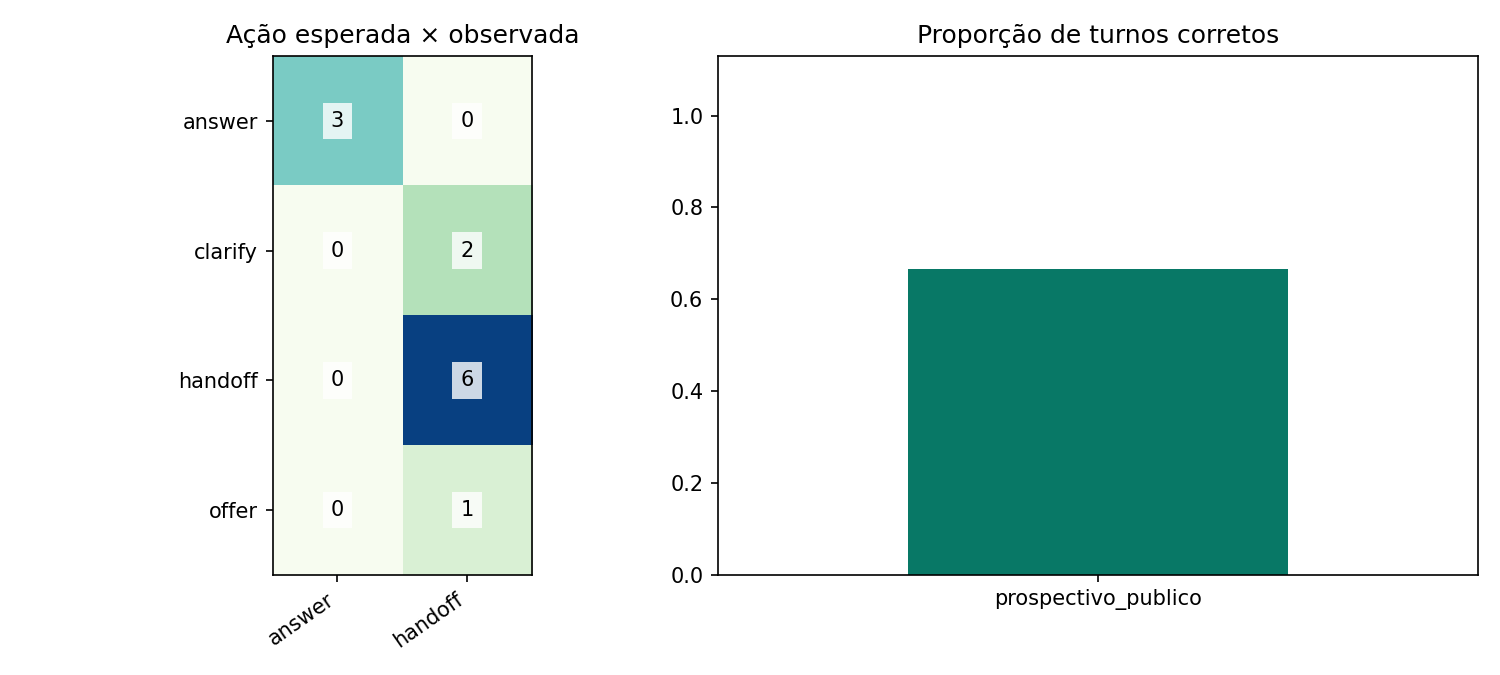 Ação esperada × observada
answer 3 0
clarify 0 2
handoff 0 6
offer 0 1
answer handoff
Proporção de turnos corretos
1.0
0.8
0.6
0.4
0.2
0.0
prospectivo_publico